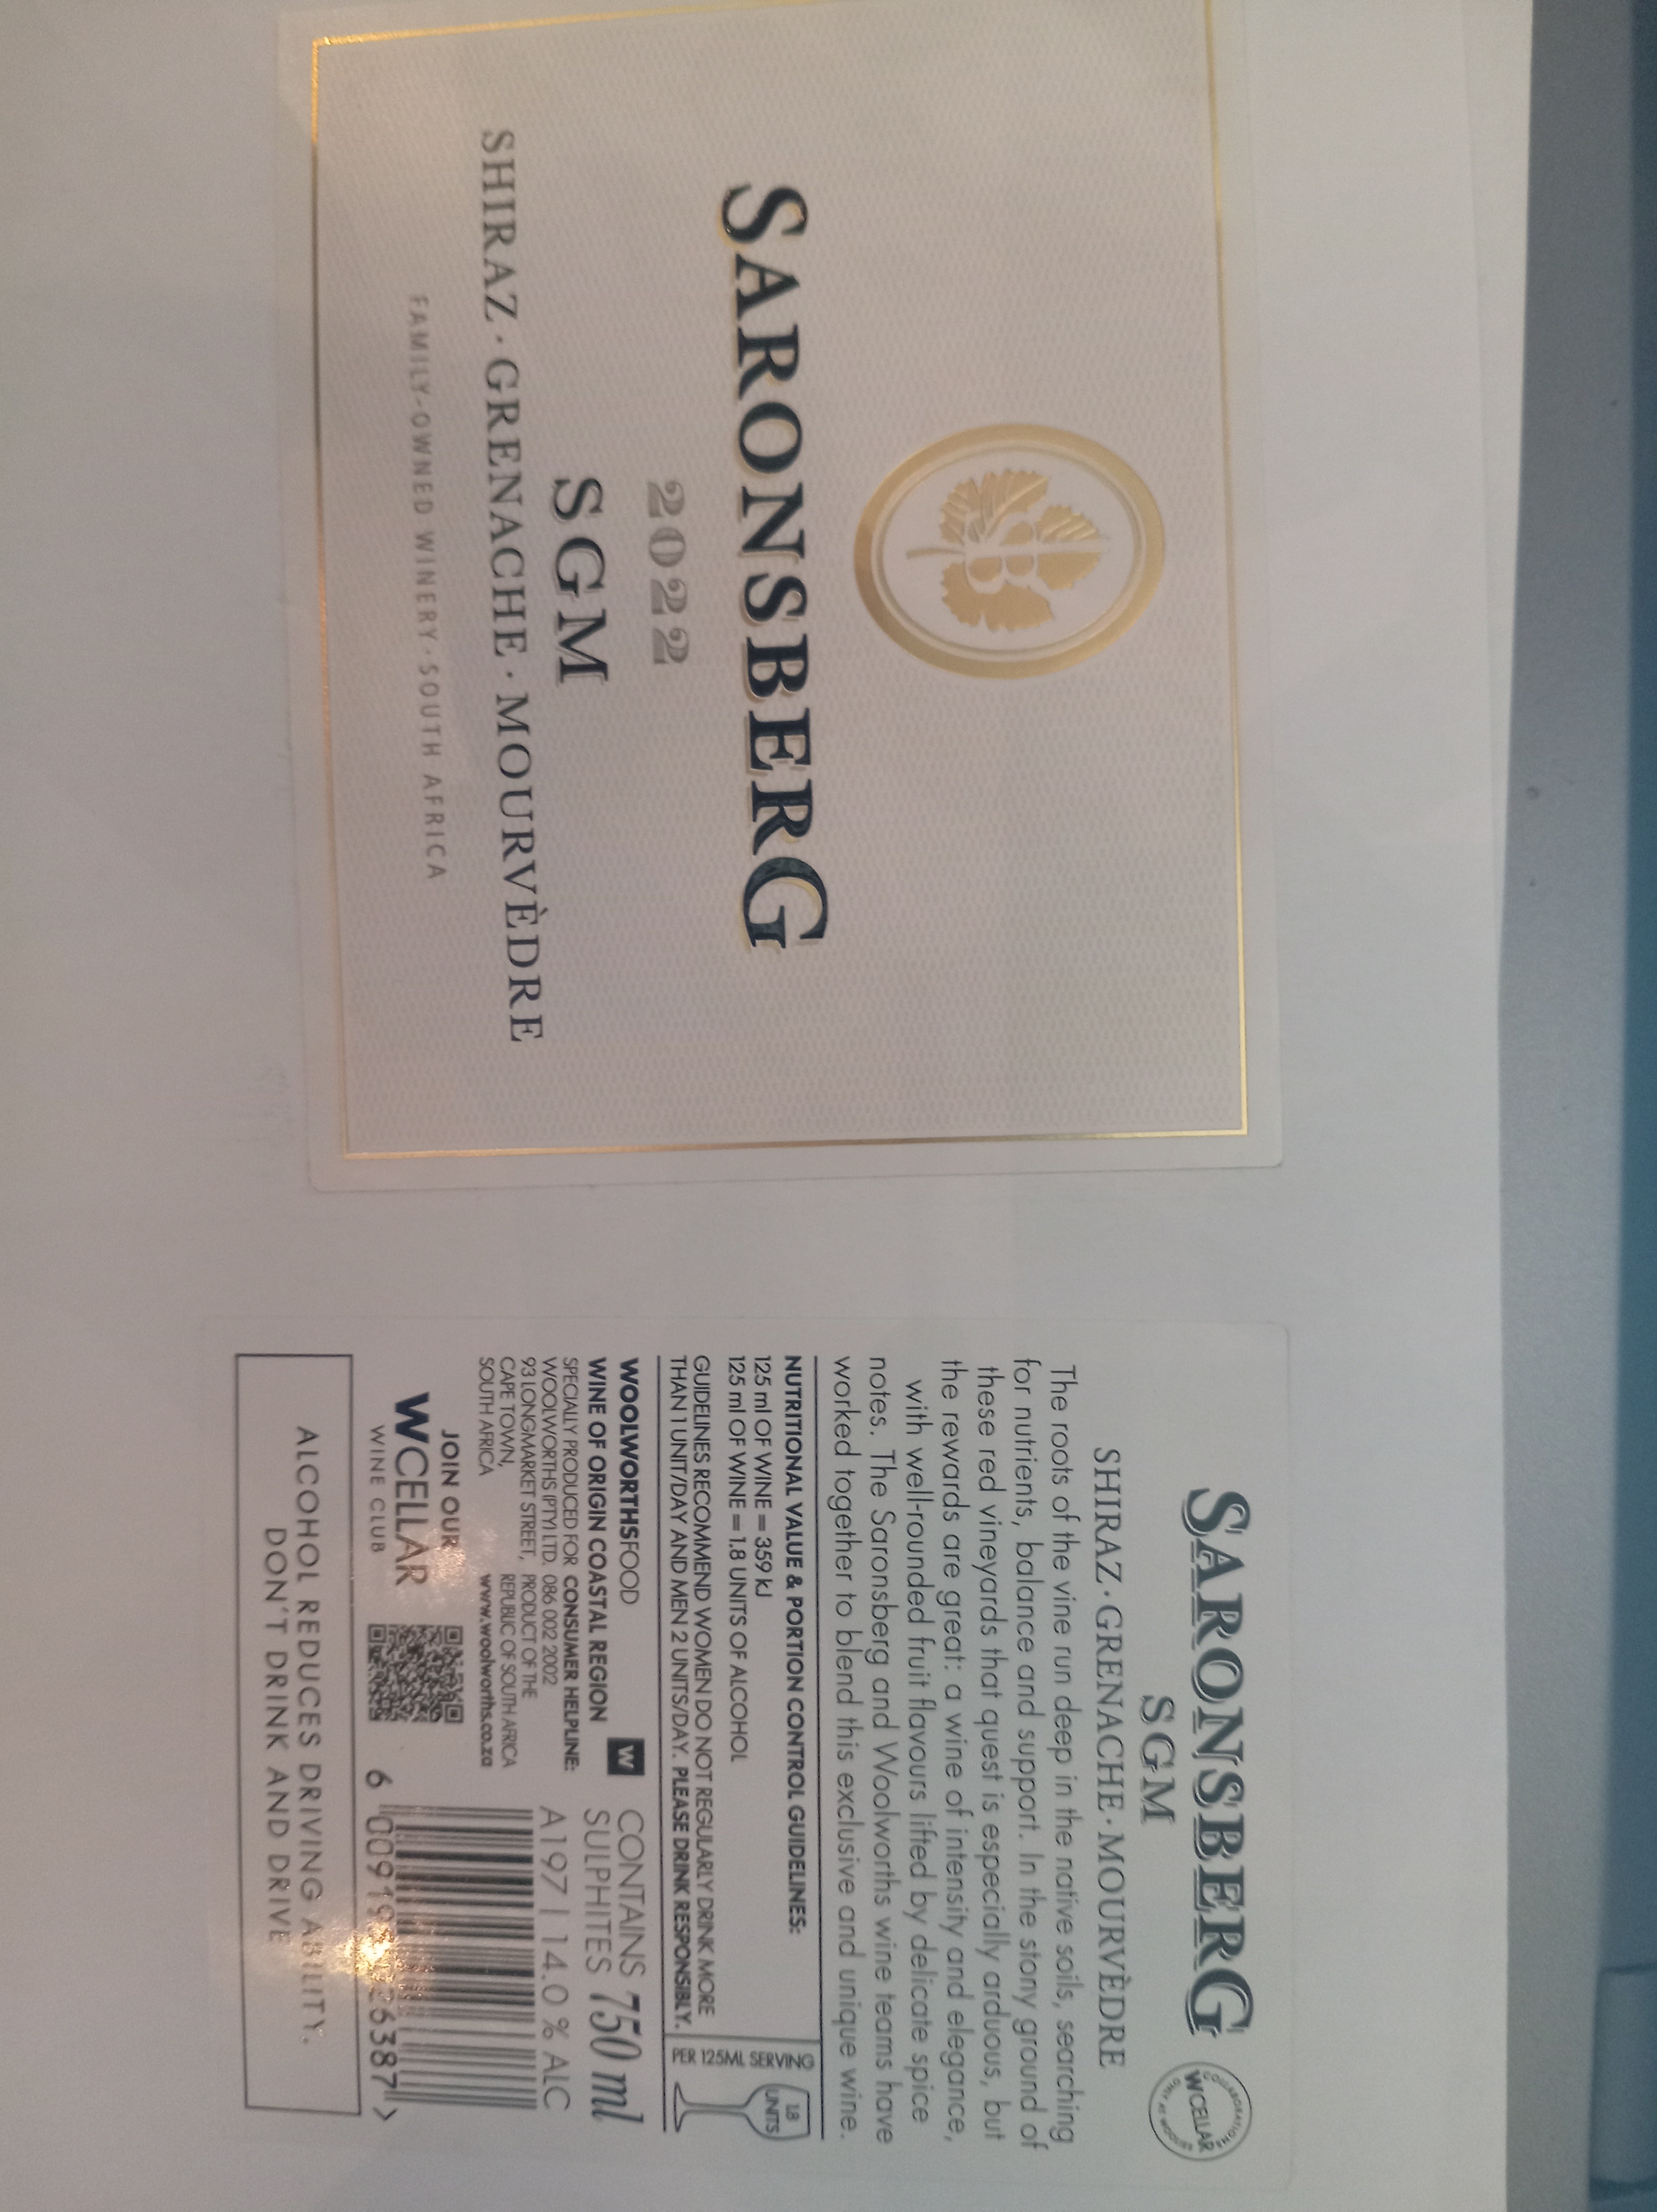 SARONSBERG
2022
SGM
SHIRAZ · GRENACHE · MOURVÈDRE
FAMILY-OWNED WINERY · SOUTH AFRICA
SARONSBERG
SGM
SHIRAZ · GRENACHE · MOURVÈDRE
WCELLAR
The roots of the vine run deep in the native soils, searching
for nutrients, balance and support. In the stony ground of
these red vineyards that quest is especially arduous, but
the rewards are great: a wine of intensity and elegance,
with well-rounded fruit flavours lifted by delicate spice
notes. The Saronsberg and Woolworths wine teams have
worked together to blend this exclusive and unique wine.
NUTRITIONAL VALUE & PORTION CONTROL GUIDELINES:
125 ml OF WINE = 359 kJ
125 ml OF WINE = 1.8 UNITS OF ALCOHOL
GUIDELINES RECOMMEND WOMEN DO NOT REGULARLY DRINK MORE
THAN 1 UNIT/DAY AND MEN 2 UNITS/DAY. PLEASE DRINK RESPONSIBLY.
1.8
UNITS
PER 125ML SERVING
WOOLWORTHSFOOD
WINE OF ORIGIN COASTAL REGION
W
SPECIALLY PRODUCED FOR
WOOLWORTHS (PTY) LTD.
93 LONGMARKET STREET,
CAPE TOWN,
SOUTH AFRICA
CONSUMER HELPLINE:
086 002 2002
PRODUCT OF THE
REPUBLIC OF SOUTH AFRICA
www.woolworths.co.za
CONTAINS
SULPHITES
750 ml
A197 | 14.0 % ALC
JOIN OUR
WCELLAR
WINE CLUB
ALCOHOL REDUCES DRIVING ABILITY.
DON'T DRINK AND DRIVE